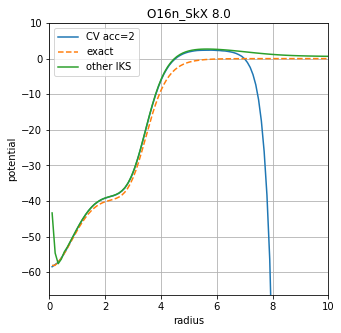 O16n_SkX 8.0
CV acc=2
exact
other IKS
10
0
−10
−20
−30
−40
−50
−60
potential
0 2 4 6 8 10
radius